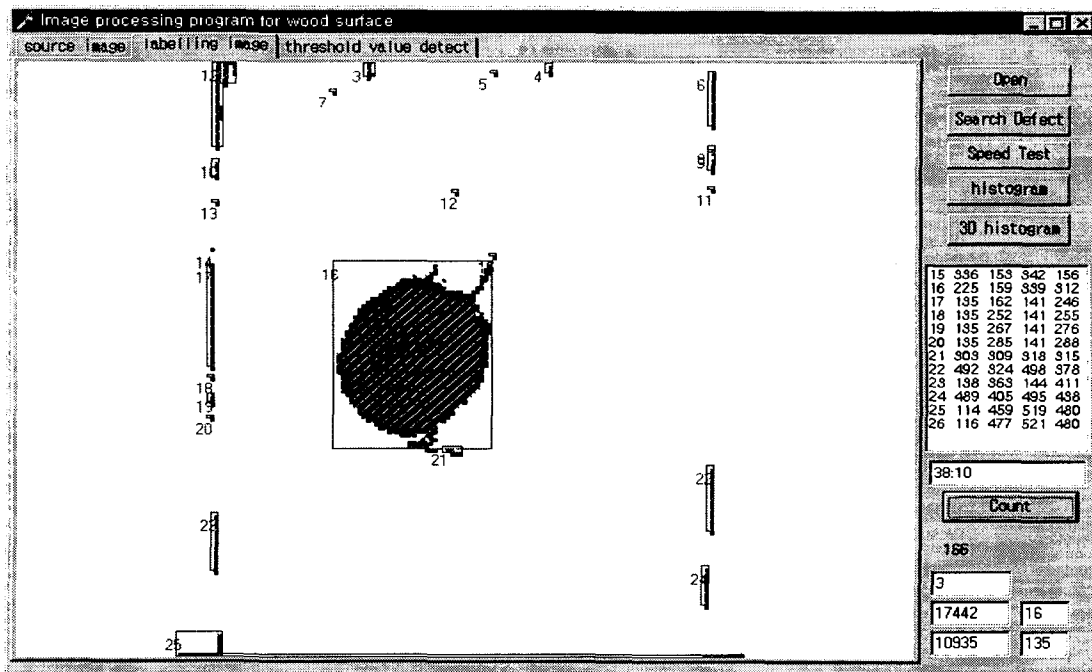 Image processing program for wood surface
source image labelling image threshold value detect
Open
Search Defect
Speed Test
histogram
3D histogram
3
5
4
6
7
10
9
11
12
13
14
16
18
19
20
21
22
23
24
25
15 336 153 342 156
16 225 159 339 312
17 135 162 141 246
18 135 252 141 255
19 135 267 141 276
20 135 285 141 288
21 303 309 318 315
22 492 324 498 378
23 138 363 144 411
24 489 405 495 438
25 114 459 519 480
26 116 477 521 480
38:10
Count
166
3
17442 16
10935 135